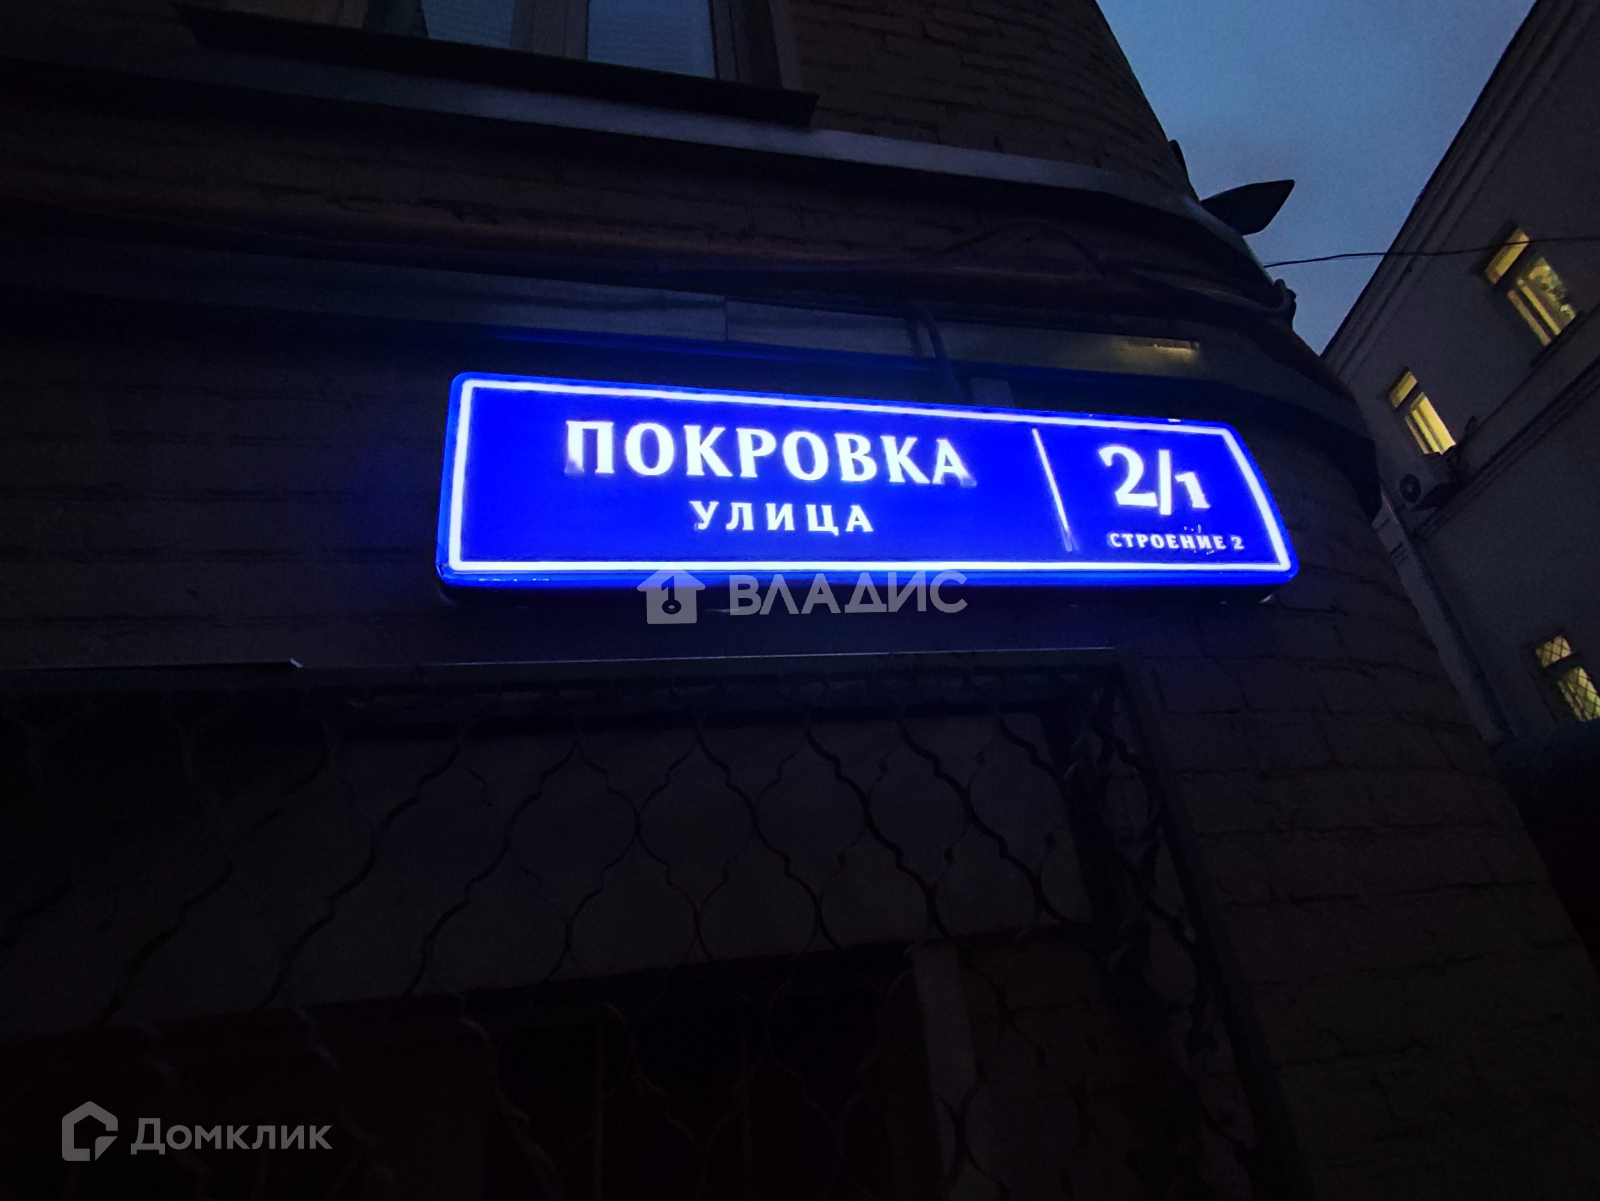 ПОКРОВКА
УЛИЦА
2/1
СТРОЕНИЕ 2
ВЛАДИС
Домклик